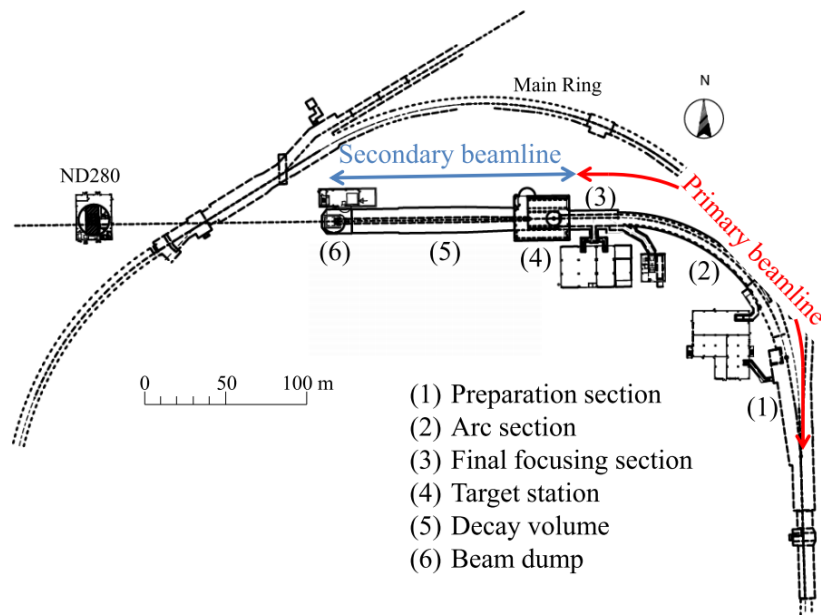 N
Main Ring
Secondary beamline
ND280
Primary beamline
(3)
(6)
(5)
(4)
(2)
(1)
0 50 100 m
(1) Preparation section
(2) Arc section
(3) Final focusing section
(4) Target station
(5) Decay volume
(6) Beam dump